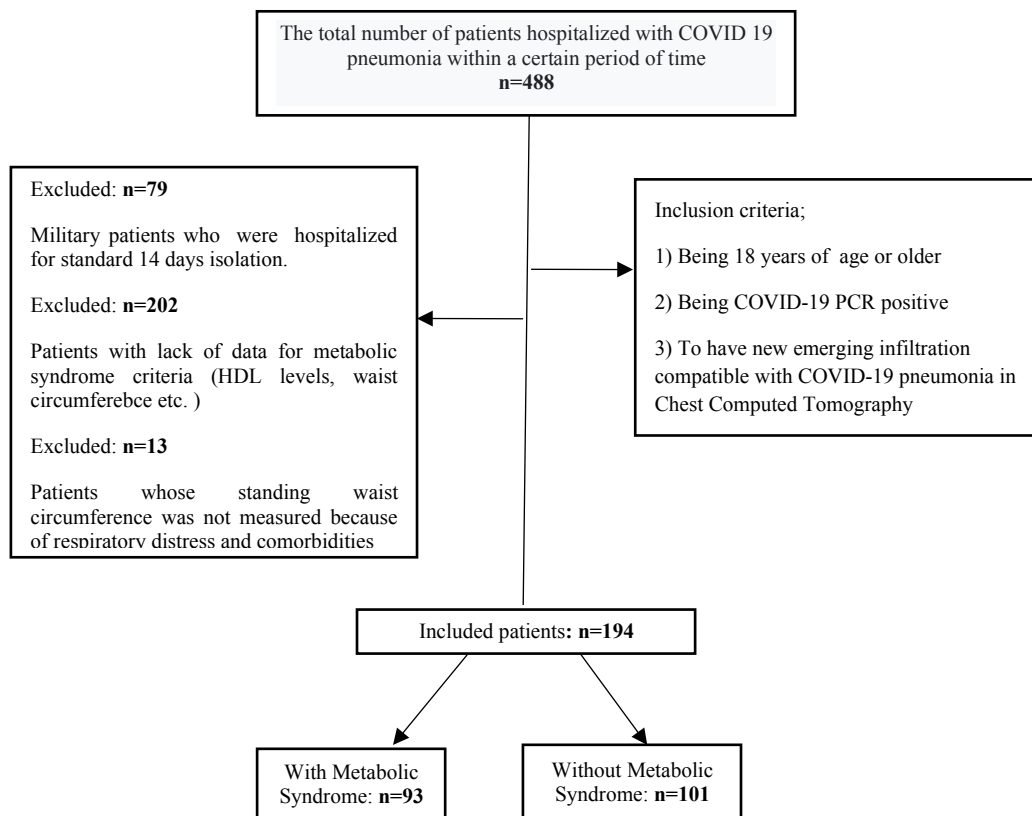 The total number of patients hospitalized with COVID 19
pneumonia within a certain period of time
n=488
Excluded: n=79
Military patients who were hospitalized
for standard 14 days isolation.
Excluded: n=202
Patients with lack of data for metabolic
syndrome criteria (HDL levels, waist
circumferebce etc. )
Excluded: n=13
Patients whose standing waist
circumference was not measured because
of respiratory distress and comorbidities
Inclusion criteria;
1) Being 18 years of age or older
2) Being COVID-19 PCR positive
3) To have new emerging infiltration
compatible with COVID-19 pneumonia in
Chest Computed Tomography
Included patients: n=194
With Metabolic
Syndrome: n=93
Without Metabolic
Syndrome: n=101